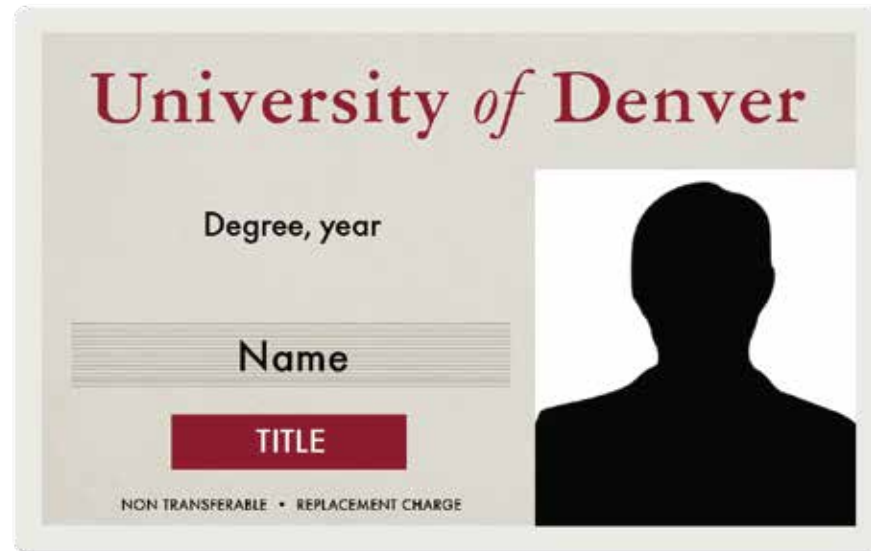 University of Denver
Degree, year
Name
TITLE
NON TRANSFERABLE • REPLACEMENT CHARGE